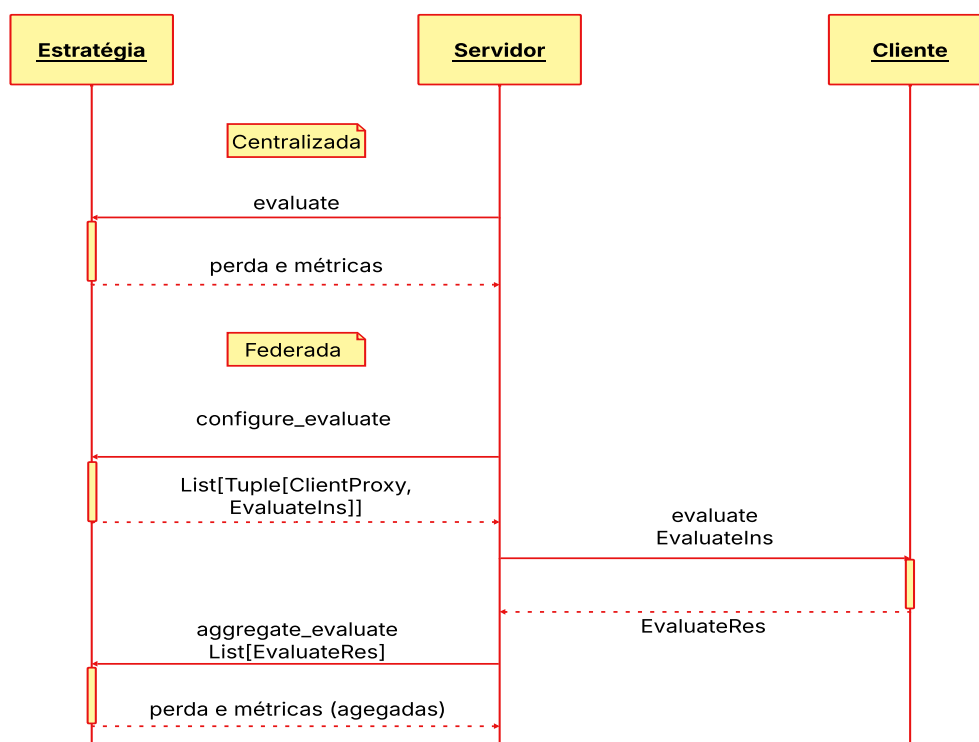 Estratégia
Servidor
Cliente
Centralizada
evaluate
perda e métricas
Federada
configure_evaluate
List[Tuple[ClientProxy,
EvaluateIns]]
evaluate
EvaluateIns
EvaluateRes
aggregate_evaluate
List[EvaluateRes]
perda e métricas (agegadas)